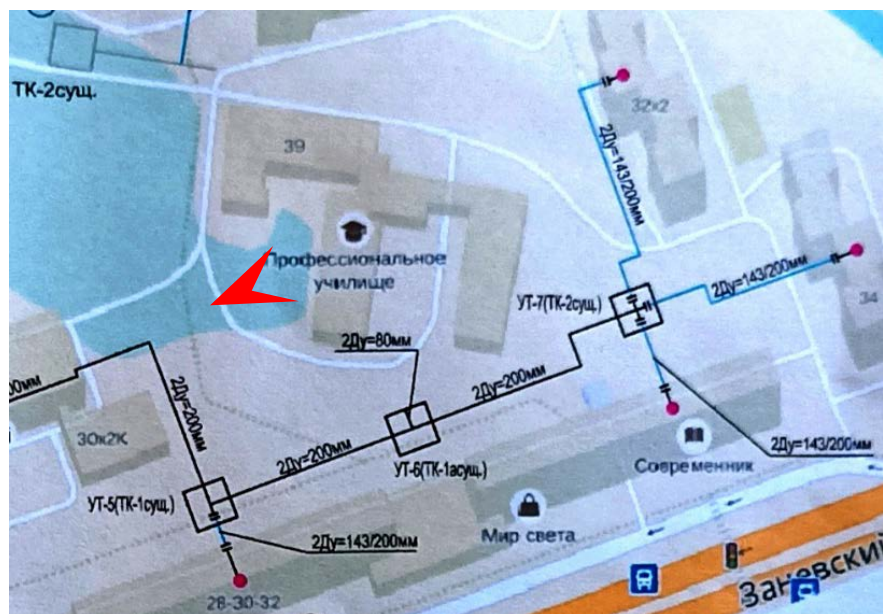 ТК-2сущ.
39
32к2
2Ду=143/200мм
Профессиональное
училище
2Ду=143/200мм
УТ-7(ТК-2сущ.)
34
2Ду=80мм
00мм
2Ду=200мм
2Ду=200мм
30к2К
2Ду=200мм
2Ду=143/200мм
УТ-6(ТК-1асущ.)
Современник
УТ-5(ТК-1сущ.)
Мир света
2Ду=143/200мм
Заневский
28-30-32